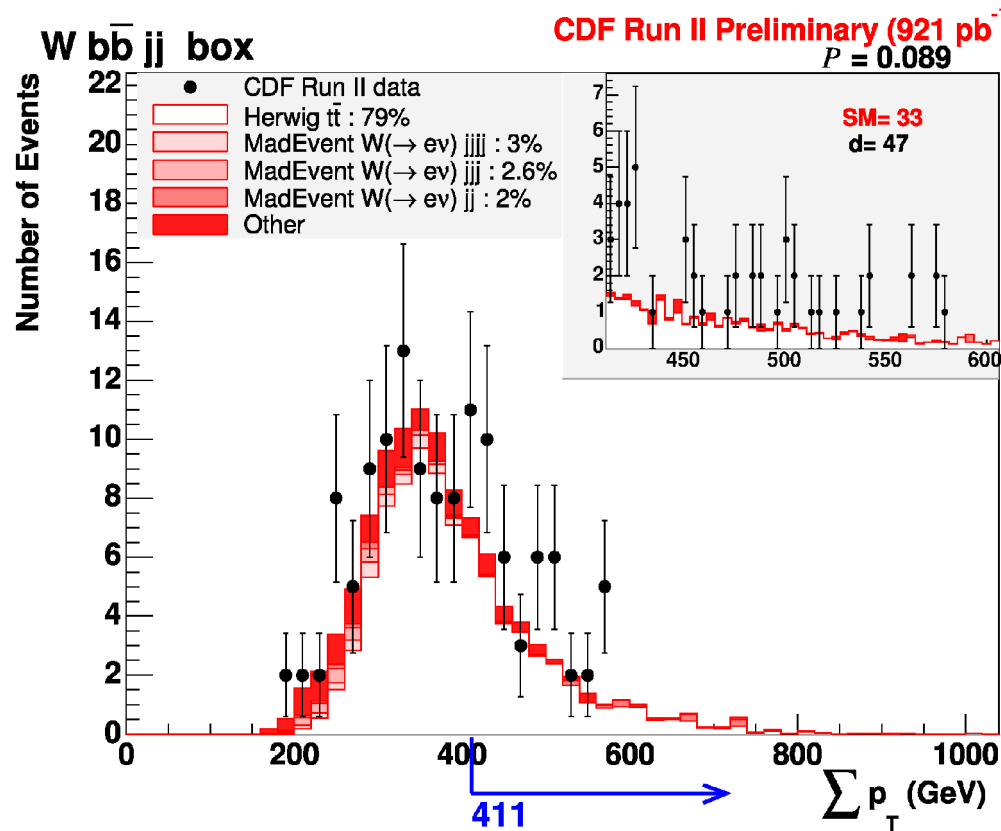 W bb̅ jj box
CDF Run II Preliminary (921 pb⁻
P = 0.089
CDF Run II data
Herwig tt̅ : 79%
MadEvent W(→ eν) jjjj : 3%
MadEvent W(→ eν) jjj : 2.6%
MadEvent W(→ eν) jj : 2%
Other
SM= 33
d= 47
7
6
5
4
3
2
1
0
450 500 550 600
Number of Events
22
20
18
16
14
12
10
8
6
4
2
0
0 200 400 600 800 1000
411
∑ p_T (GeV)